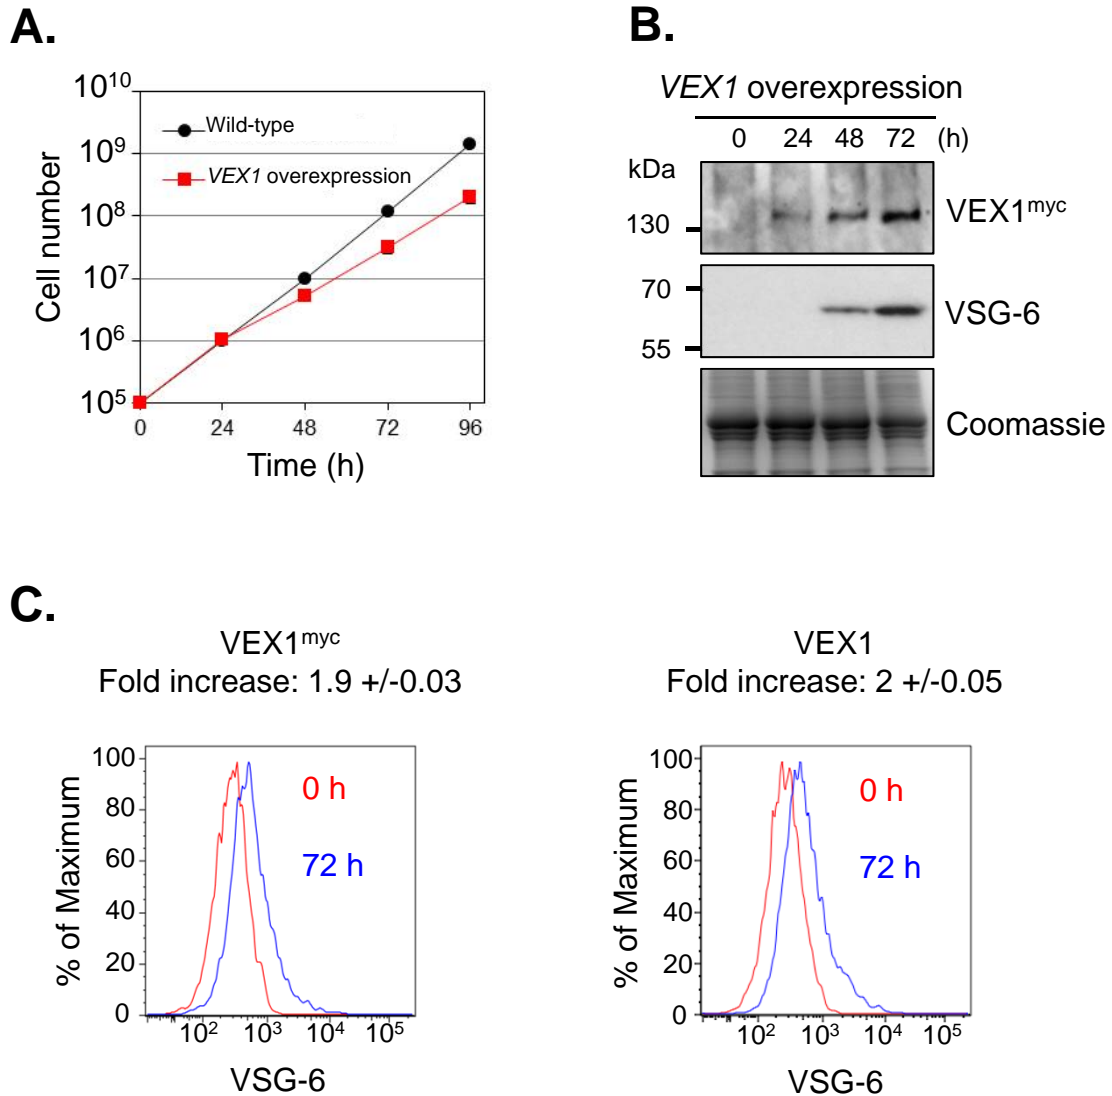 A.
10¹⁰
10⁹
10⁸
10⁷
10⁶
10⁵
Cell number
Wild-type
VEX1 overexpression
0 24 48 72 96
Time (h)
B.
VEX1 overexpression
0 24 48 72 (h)
kDa
130
VEX1ᵐʸᶜ
70
55
VSG-6
Coomassie
C.
VEX1ᵐʸᶜ
Fold increase: 1.9 +/-0.03
% of Maximum
100
80
60
40
20
0
0 h
72 h
10² 10³ 10⁴ 10⁵
VSG-6
VEX1
Fold increase: 2 +/-0.05
% of Maximum
100
80
60
40
20
0
0 h
72 h
10² 10³ 10⁴ 10⁵
VSG-6